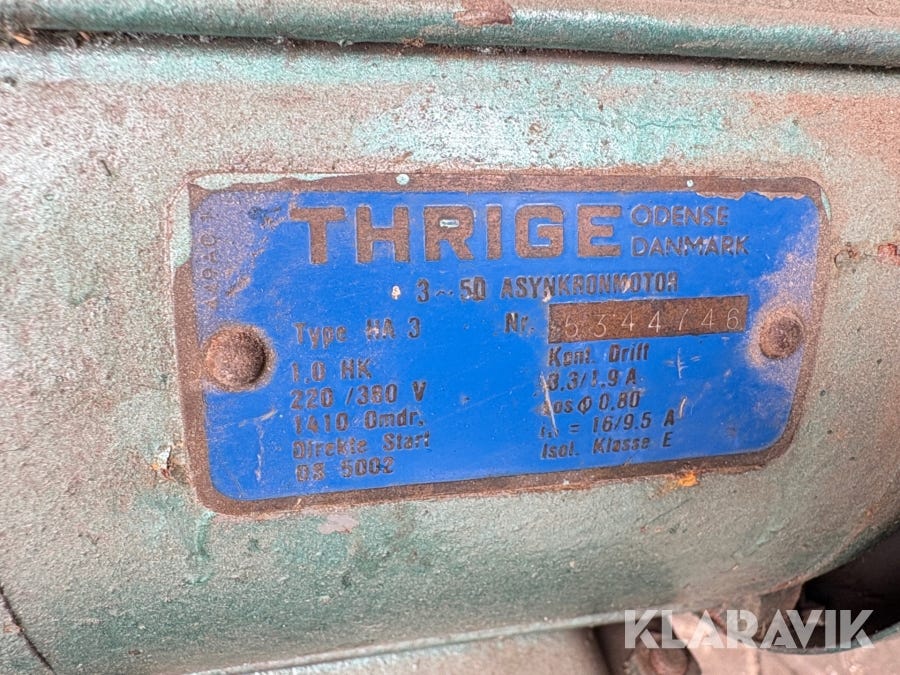 THRIGE ODENSE
DANMARK
3~50 ASYNKRONMOTOR
Type HA 3 Nr. 5344746
1,0 HK Kont. Drift
220/380 V 3.3/1.9 A
1410 Omdr. cos ϕ 0,80
Direkte Start = 16/9.5 A
DS 5002 Isol. Klasse E
KLARAVIK